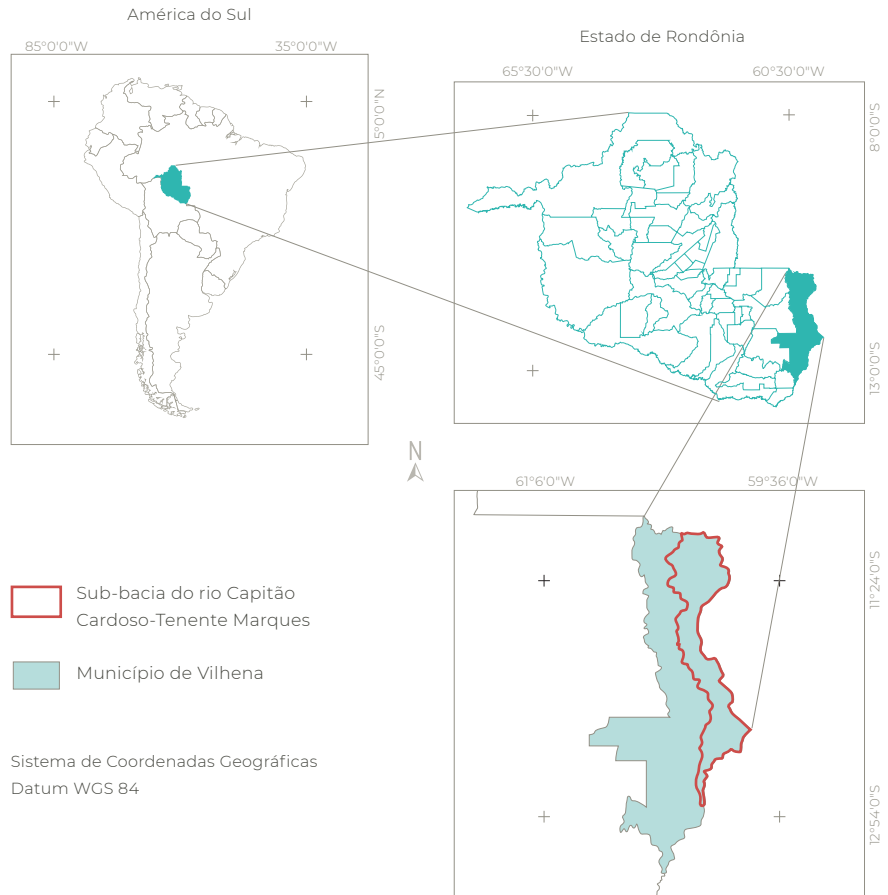 América do Sul
85°0'0"W
35°0'0"W
5°0'0"N
45°0'0"S
Estado de Rondônia
65°30'0"W
60°30'0"W
8°0'0"S
13°0'0"S
N
61°6'0"W
59°36'0"W
11°24'0"S
12°54'0"S
Sub-bacia do rio Capitão
Cardoso-Tenente Marques
Município de Vilhena
Sistema de Coordenadas Geográficas
Datum WGS 84